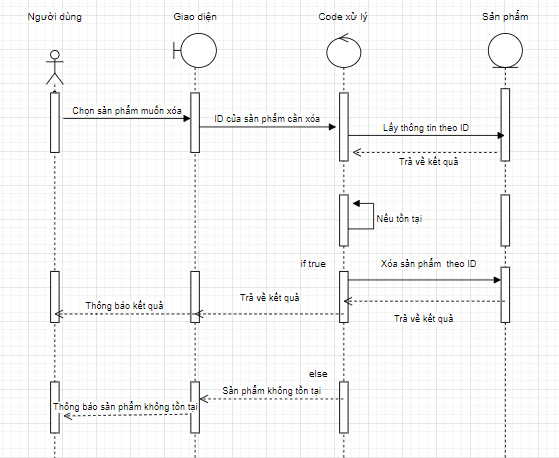 Người dùng
Giao diện
Code xử lý
Sản phẩm
Chọn sản phẩm muốn xóa
ID của sản phẩm cần xóa
Lấy thông tin theo ID
Trả về kết quả
Nếu tồn tại
if true
Xóa sản phẩm theo ID
Trả về kết quả
Thông báo kết quả
Trả về kết quả
else
Sản phẩm không tồn tại
Thông báo sản phẩm không tồn tại